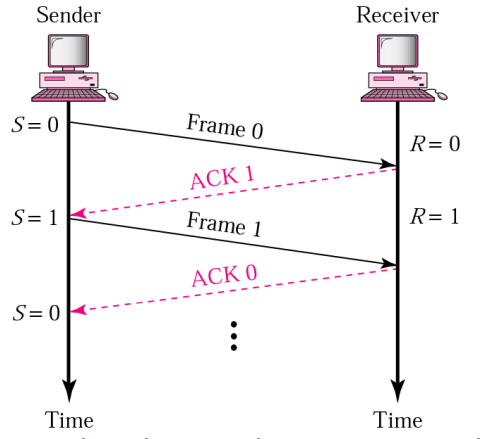 Sender Receiver
S = 0
Frame 0
R = 0
ACK 1
S = 1
Frame 1
R = 1
ACK 0
S = 0
Time Time